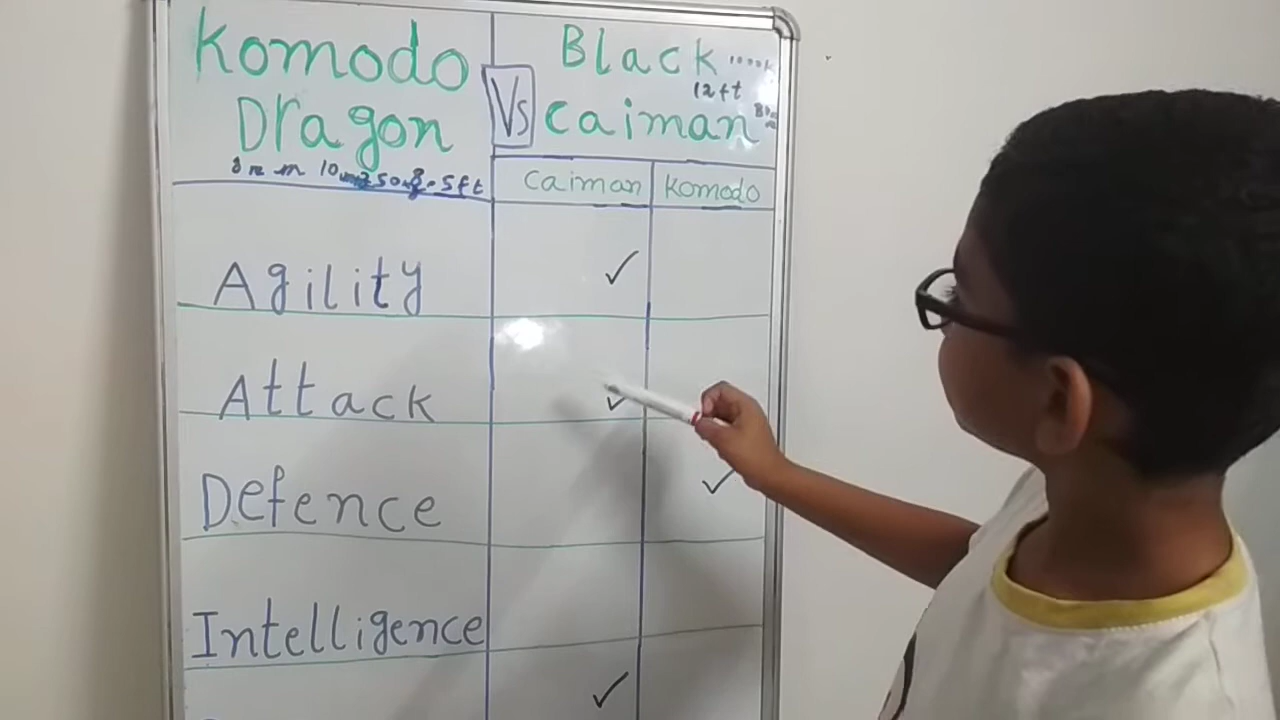 Komodo
Dragon
Vs
Black
12ft
Caiman
Caiman Komodo
Agility ✓
Attack ✓
Defence ✓
Intelligence
✓